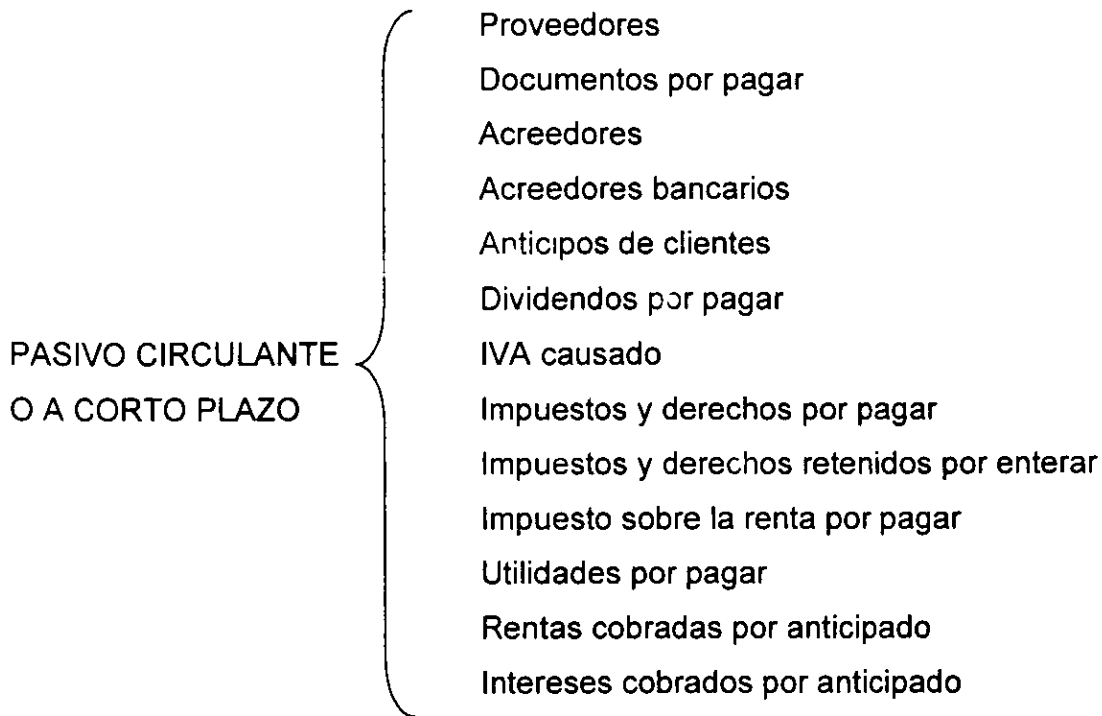 Proveedores
Documentos por pagar
Acreedores
Acreedores bancarios
Anticipos de clientes
Dividendos por pagar
PASIVO CIRCULANTE
O A CORTO PLAZO
IVA causado
Impuestos y derechos por pagar
Impuestos y derechos retenidos por enterar
Impuesto sobre la renta por pagar
Utilidades por pagar
Rentas cobradas por anticipado
Intereses cobrados por anticipado